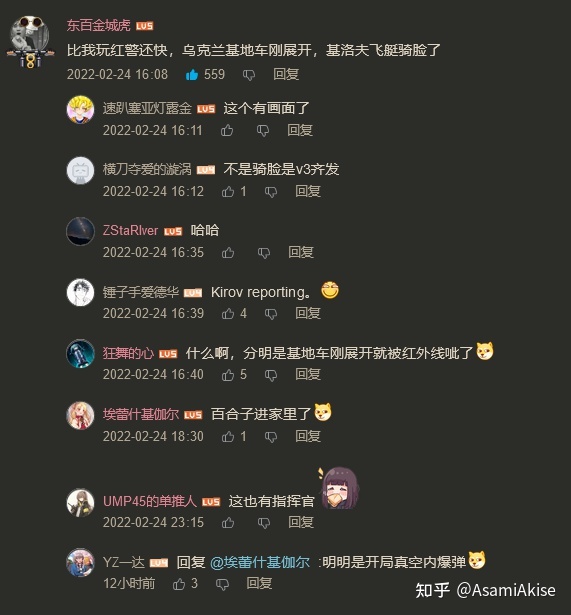 东百金城虎 LV5
比我玩红警还快，乌克兰基地车刚展开，基洛夫飞艇骑脸了
2022-02-24 16:08 559 回复
速趴塞亚灯露金 LV5 这个有画面了
2022-02-24 16:11 回复
横刀夺爱的漩涡 LV4 不是骑脸是v3齐发
2022-02-24 16:12 1 回复
ZStaRlver LV5 哈哈
2022-02-24 16:35 回复
锤子手爱德华 LV4 Kirov reporting。
2022-02-24 16:39 4 回复
狂舞的心 LV5 什么啊，分明是基地车刚展开就被红外线呲了
2022-02-24 16:40 5 回复
埃蕾什基伽尔 LV5 百合子进家里了
2022-02-24 18:30 1 回复
UMP45的单推人 LV5 这也有指挥官
2022-02-24 23:15 回复
YZ一达 LV4 回复 @埃蕾什基伽尔 :明明是开局真空内爆弹
12小时前 3 回复
知乎 @AsamiAkise